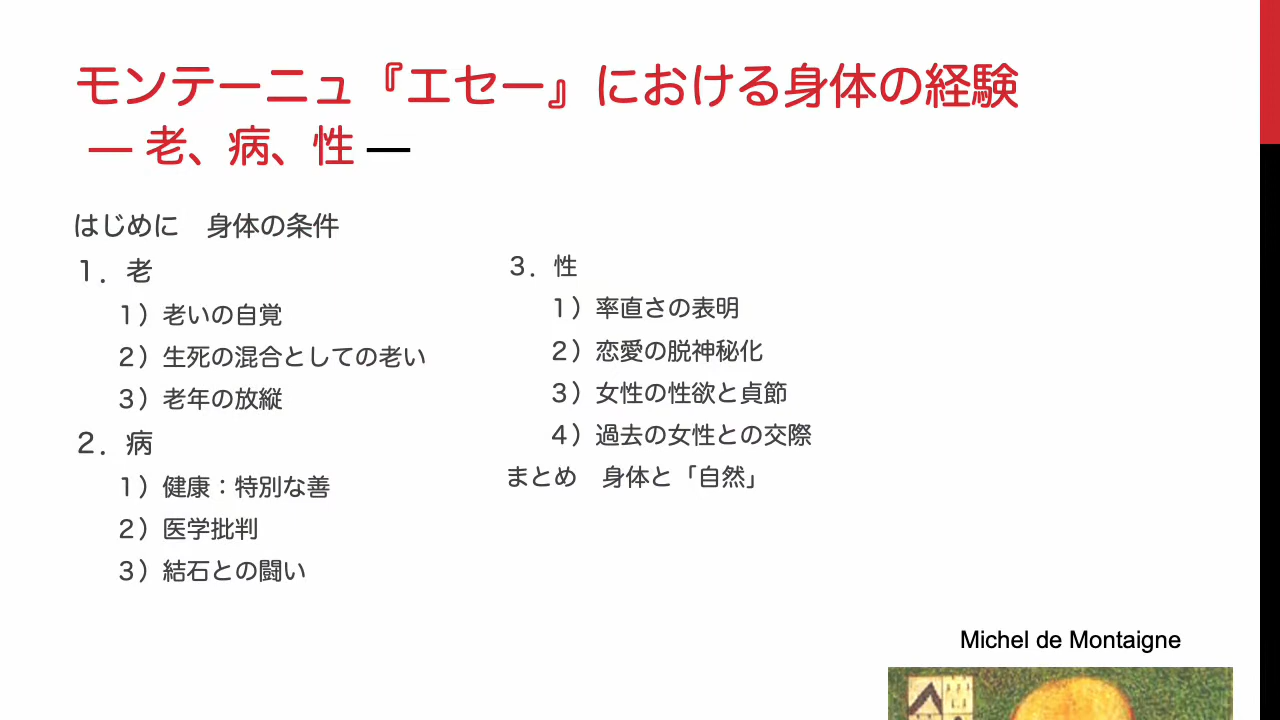 モンテーニュ『エセー』における身体の経験
― 老、病、性 ―
はじめに　身体の条件
１．老
１）老いの自覚
２）生死の混合としての老い
３）老年の放縦
２．病
１）健康：特別な善
２）医学批判
３）結石との闘い
３．性
１）率直さの表明
２）恋愛の脱神秘化
３）女性の性欲と貞節
４）過去の女性との交際
まとめ　身体と「自然」
Michel de Montaigne